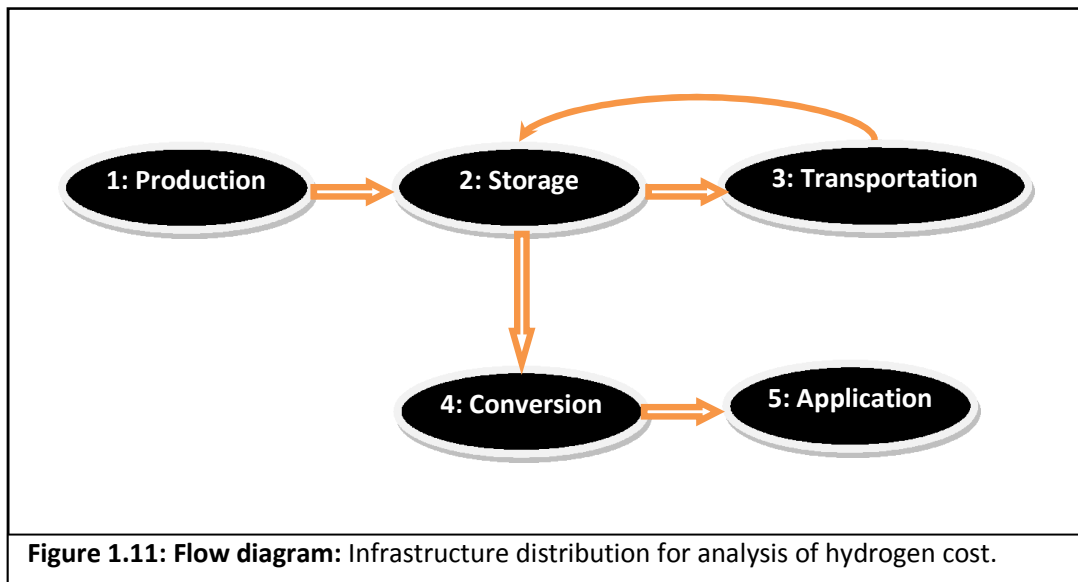 1: Production
2: Storage
3: Transportation
4: Conversion
5: Application
Figure 1.11: Flow diagram: Infrastructure distribution for analysis of hydrogen cost.